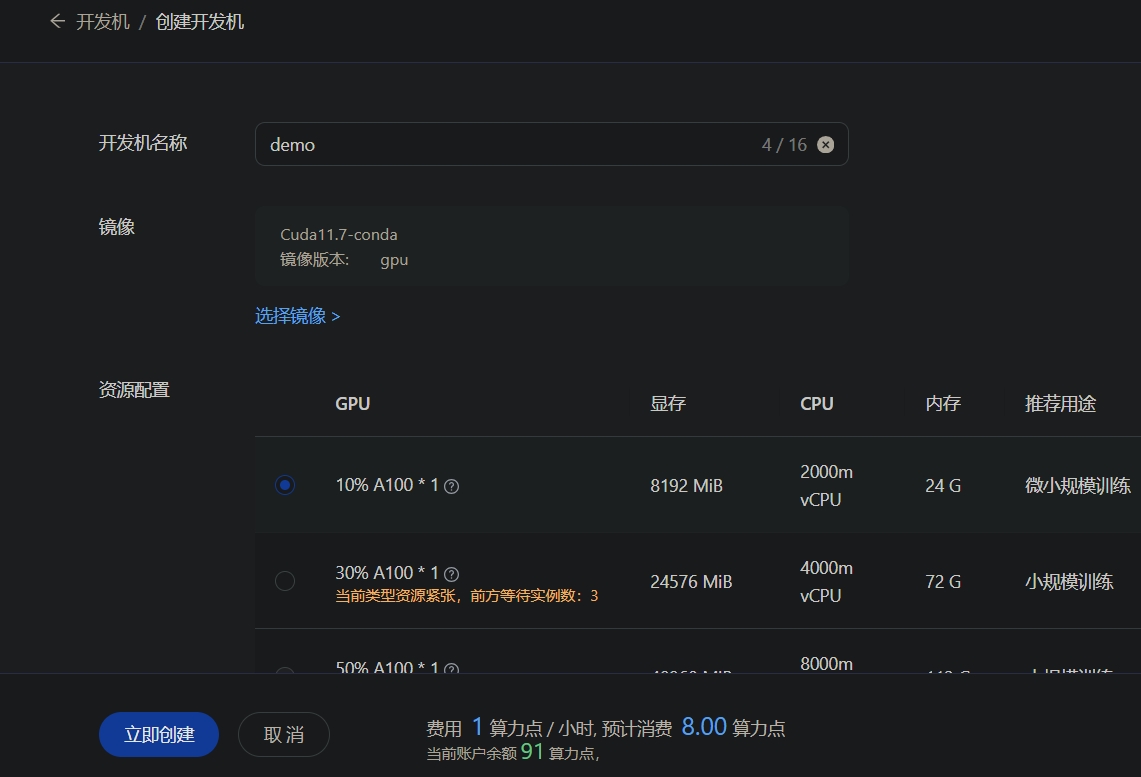 开发机 / 创建开发机
开发机名称
demo
4 / 16
镜像
Cuda11.7-conda
镜像版本: gpu
选择镜像 >
资源配置
GPU 显存 CPU 内存 推荐用途
10% A100 * 1 8192 MiB 2000m vCPU 24 G 微小规模训练
30% A100 * 1 24576 MiB 4000m vCPU 72 G 小规模训练
当前类型资源紧张，前方等待实例数：3
50% A100 * 1 8000m
立即创建 取消
费用 1 算力点 / 小时, 预计消费 8.00 算力点
当前账户余额 91 算力点,